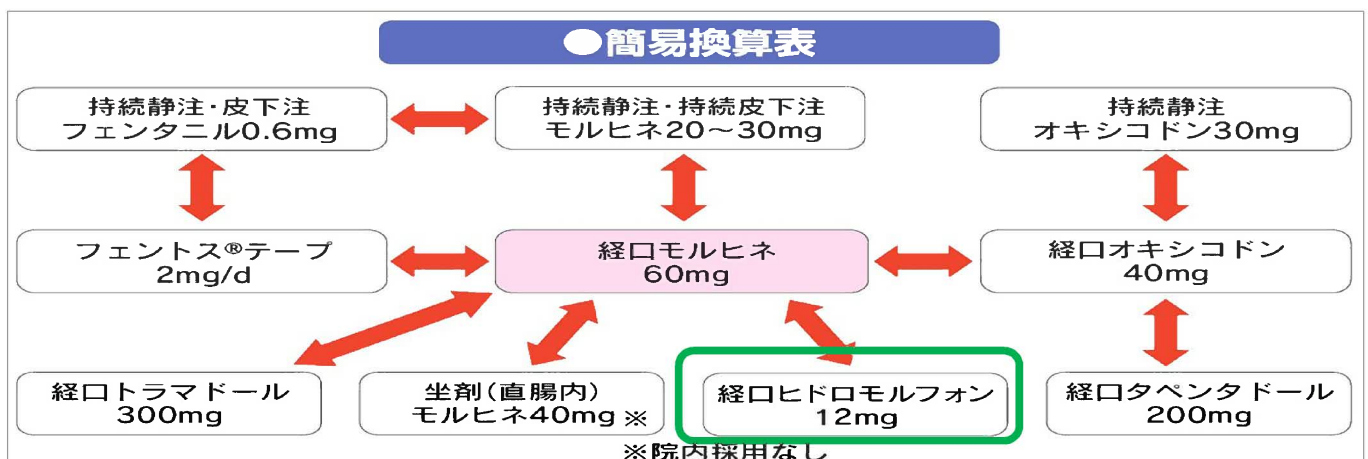 ●簡易換算表
持続静注・皮下注
フェンタニル0.6mg
持続静注・持続皮下注
モルヒネ20～30mg
持続静注
オキシコドン30mg
フェントス®テープ
2mg/d
経口モルヒネ
60mg
経口オキシコドン
40mg
経口トラマドール
300mg
坐剤(直腸内)
モルヒネ40mg※
経口ヒドロモルフォン
12mg
経口タペンタドール
200mg
※院内採用なし